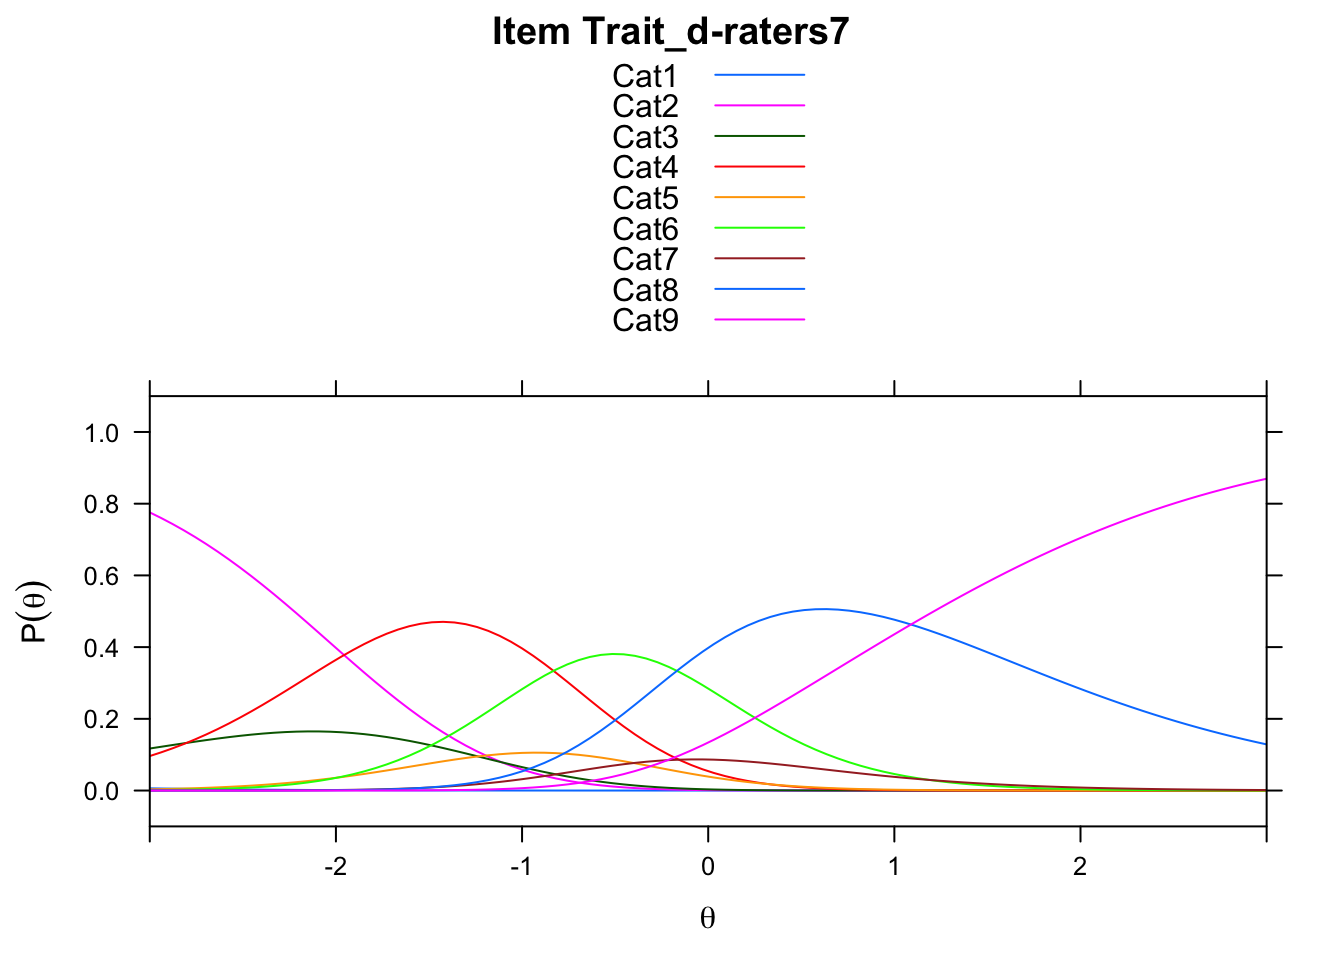 Item Trait_d-raters7
Cat1
Cat2
Cat3
Cat4
Cat5
Cat6
Cat7
Cat8
Cat9
1.0
0.8
0.6
0.4
0.2
0.0
P(θ)
-2 -1 0 1 2
θ